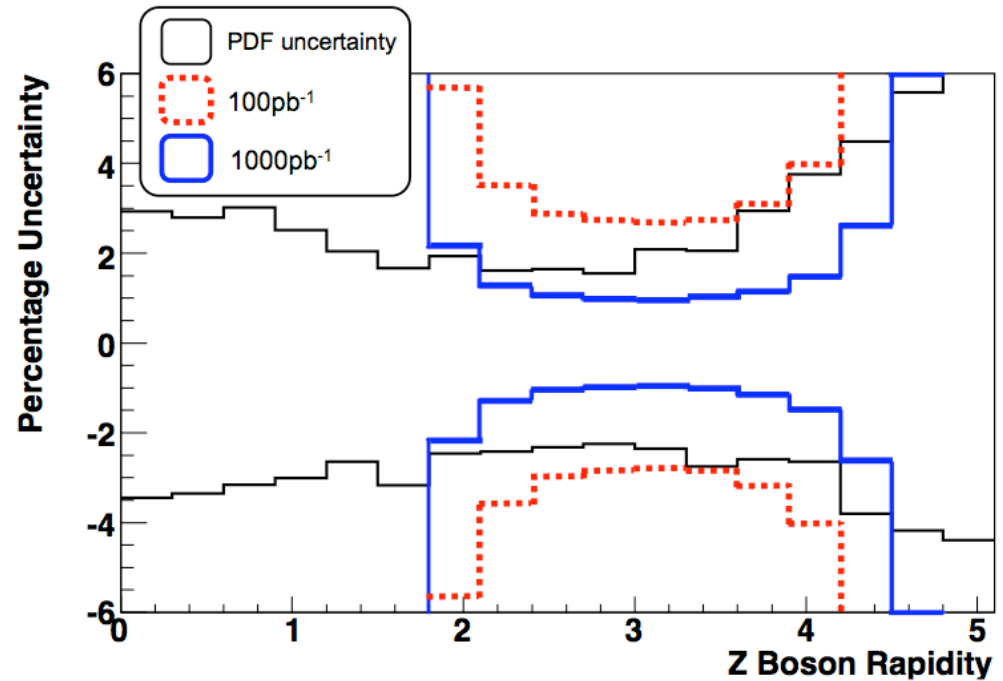 PDF uncertainty
100pb-1
1000pb-1
Percentage Uncertainty
6
4
2
0
-2
-4
-6
0 1 2 3 4 5
Z Boson Rapidity